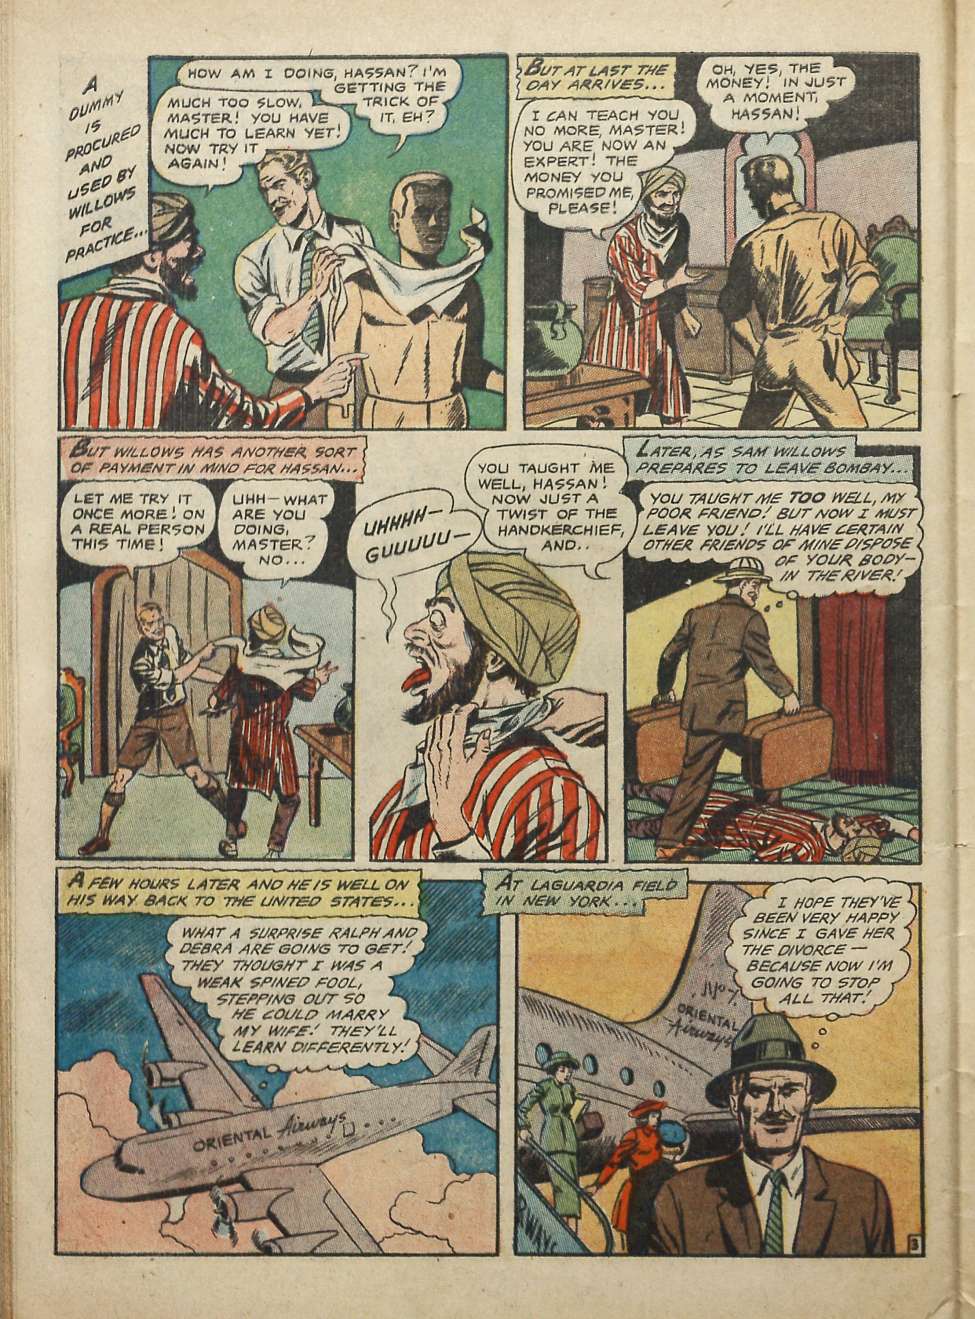 A
DUMMY
IS
PROCURED
AND
USED BY
WILLOWS
FOR
PRACTICE...
HOW AM I DOING, HASSAN? I'M
GETTING THE
TRICK OF
IT, EH?
MUCH TOO SLOW,
MASTER! YOU HAVE
MUCH TO LEARN YET!
NOW TRY IT
AGAIN!
BUT AT LAST THE
DAY ARRIVES...
I CAN TEACH YOU
NO MORE, MASTER!
YOU ARE NOW AN
EXPERT! THE
MONEY YOU
PROMISED ME,
PLEASE!
OH, YES, THE
MONEY! IN JUST
A MOMENT,
HASSAN!
BUT WILLOWS HAS ANOTHER SORT
OF PAYMENT IN MIND FOR HASSAN...
LET ME TRY IT
ONCE MORE! ON
A REAL PERSON
THIS TIME!
UHH-WHAT
ARE YOU
DOING,
MASTER?
NO...
UHHHH-
GUUUUU-
YOU TAUGHT ME
WELL, HASSAN!
NOW JUST A
TWIST OF THE
HANDKERCHIEF,
AND..
LATER, AS SAM WILLOWS
PREPARES TO LEAVE BOMBAY...
YOU TAUGHT ME TOO WELL, MY
POOR FRIEND! BUT NOW I MUST
LEAVE YOU! I'LL HAVE CERTAIN
OTHER FRIENDS OF MINE DISPOSE
OF YOUR BODY-
IN THE RIVER!
A FEW HOURS LATER AND HE IS WELL ON
HIS WAY BACK TO THE UNITED STATES...
WHAT A SURPRISE RALPH AND
DEBRA ARE GOING TO GET!
THEY THOUGHT I WAS A
WEAK SPINED FOOL,
STEPPING OUT SO
HE COULD MARRY
MY WIFE! THEY'LL
LEARN DIFFERENTLY!
ORIENTAL Airways
AT LAGUARDIA FIELD
IN NEW YORK...
I HOPE THEY'VE
BEEN VERY HAPPY
SINCE I GAVE HER
THE DIVORCE-
BECAUSE NOW I'M
GOING TO STOP
ALL THAT!
No 7.
ORIENTAL
Airways
RWAYS
3